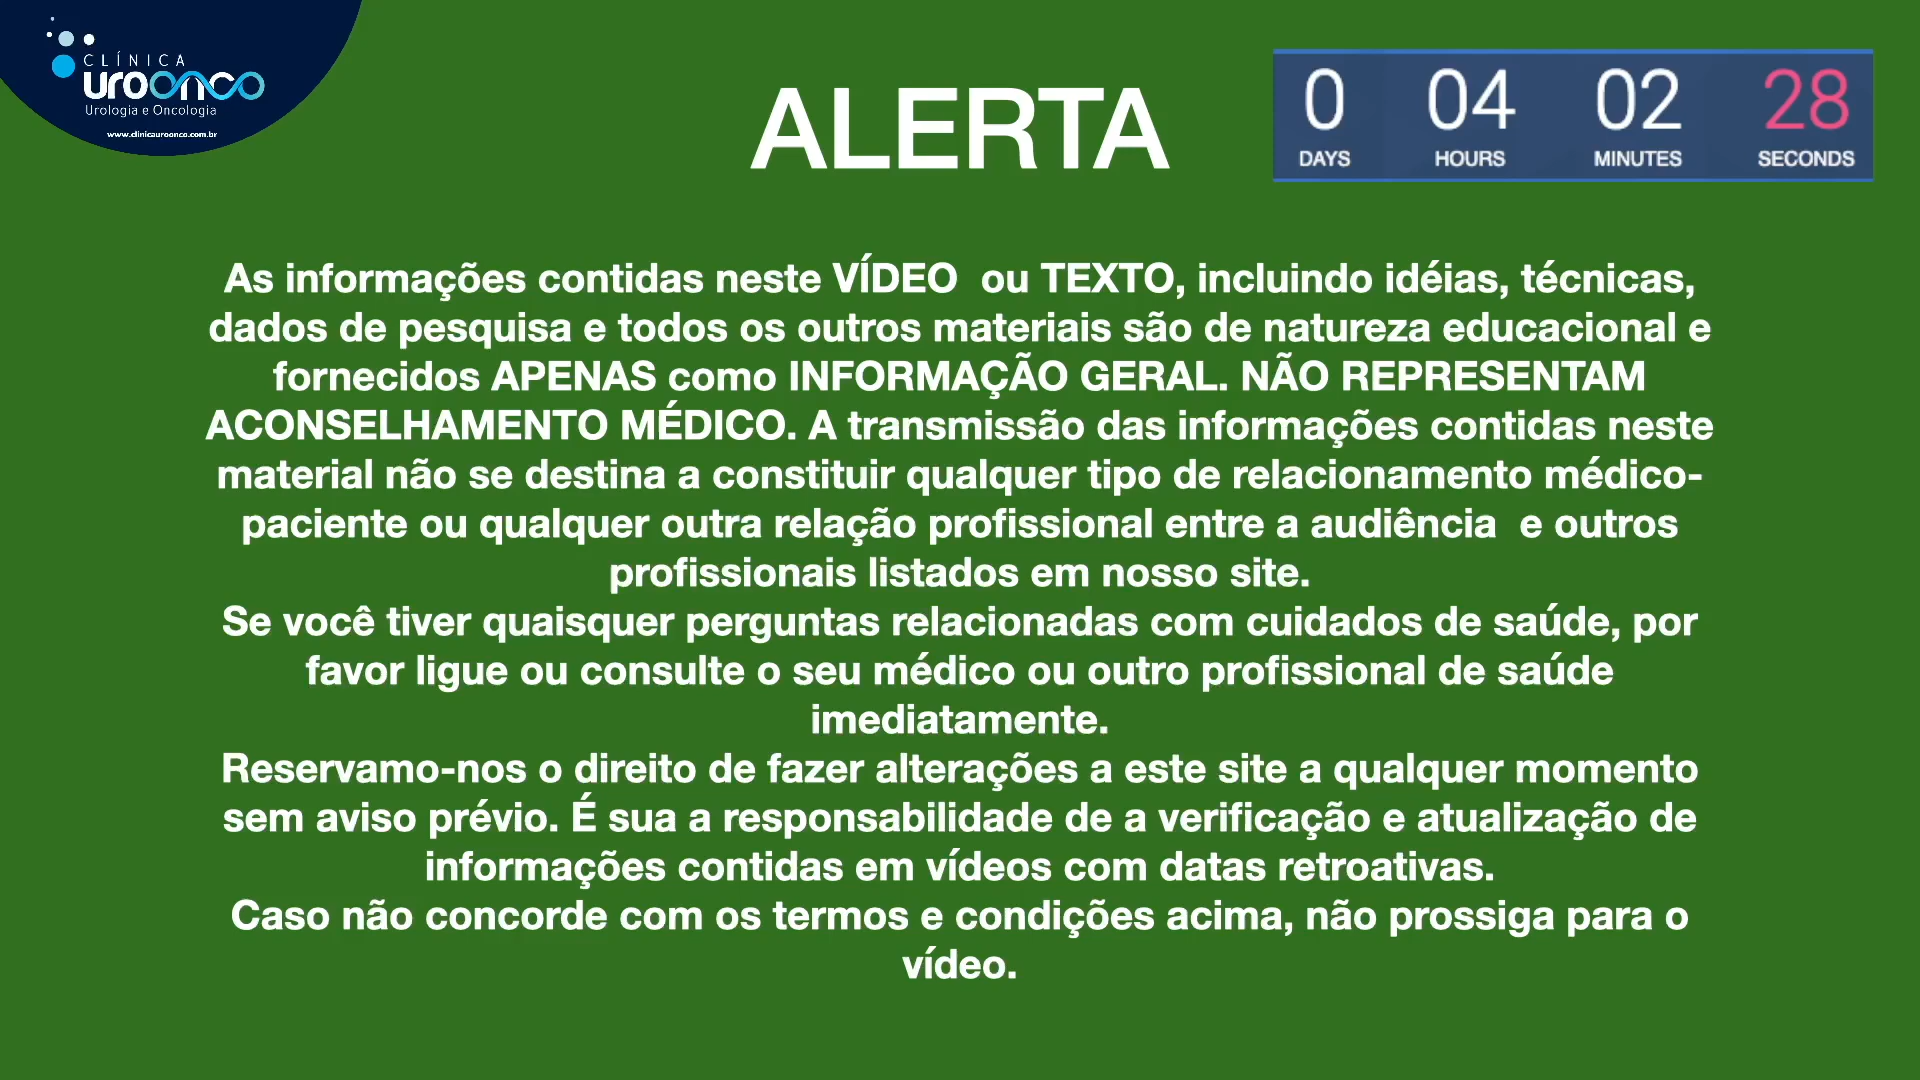 CLÍNICA
uroonco
Urologia e Oncologia
www.clinicauroonco.com.br
ALERTA
0 04 02 28
DAYS HOURS MINUTES SECONDS
As informações contidas neste VÍDEO  ou TEXTO, incluindo idéias, técnicas,
dados de pesquisa e todos os outros materiais são de natureza educacional e
fornecidos APENAS como INFORMAÇÃO GERAL. NÃO REPRESENTAM
ACONSELHAMENTO MÉDICO. A transmissão das informações contidas neste
material não se destina a constituir qualquer tipo de relacionamento médico-
paciente ou qualquer outra relação profissional entre a audiência  e outros
profissionais listados em nosso site.
Se você tiver quaisquer perguntas relacionadas com cuidados de saúde, por
favor ligue ou consulte o seu médico ou outro profissional de saúde
imediatamente.
Reservamo-nos o direito de fazer alterações a este site a qualquer momento
sem aviso prévio. É sua a responsabilidade de a verificação e atualização de
informações contidas em vídeos com datas retroativas.
Caso não concorde com os termos e condições acima, não prossiga para o
vídeo.